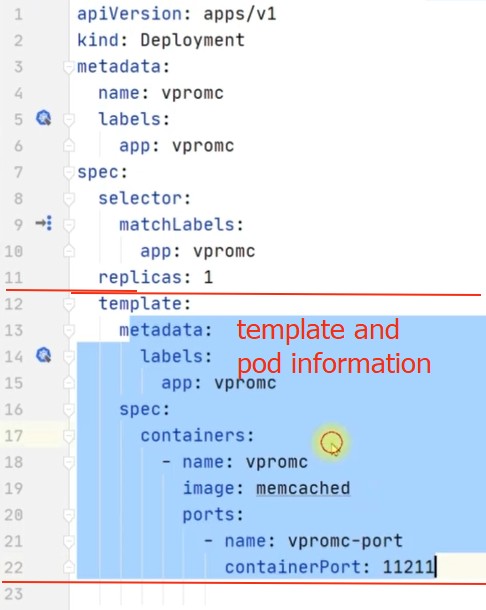 1 apiVersion: apps/v1
2 kind: Deployment
3 metadata:
4   name: vpromc
5   labels:
6     app: vpromc
7 spec:
8   selector:
9     matchLabels:
10       app: vpromc
11   replicas: 1
12   template:
13     metadata:
template and
14       labels:
pod information
15         app: vpromc
16     spec:
17       containers:
18         - name: vpromc
19           image: memcached
20           ports:
21             - name: vpromc-port
22               containerPort: 11211
23